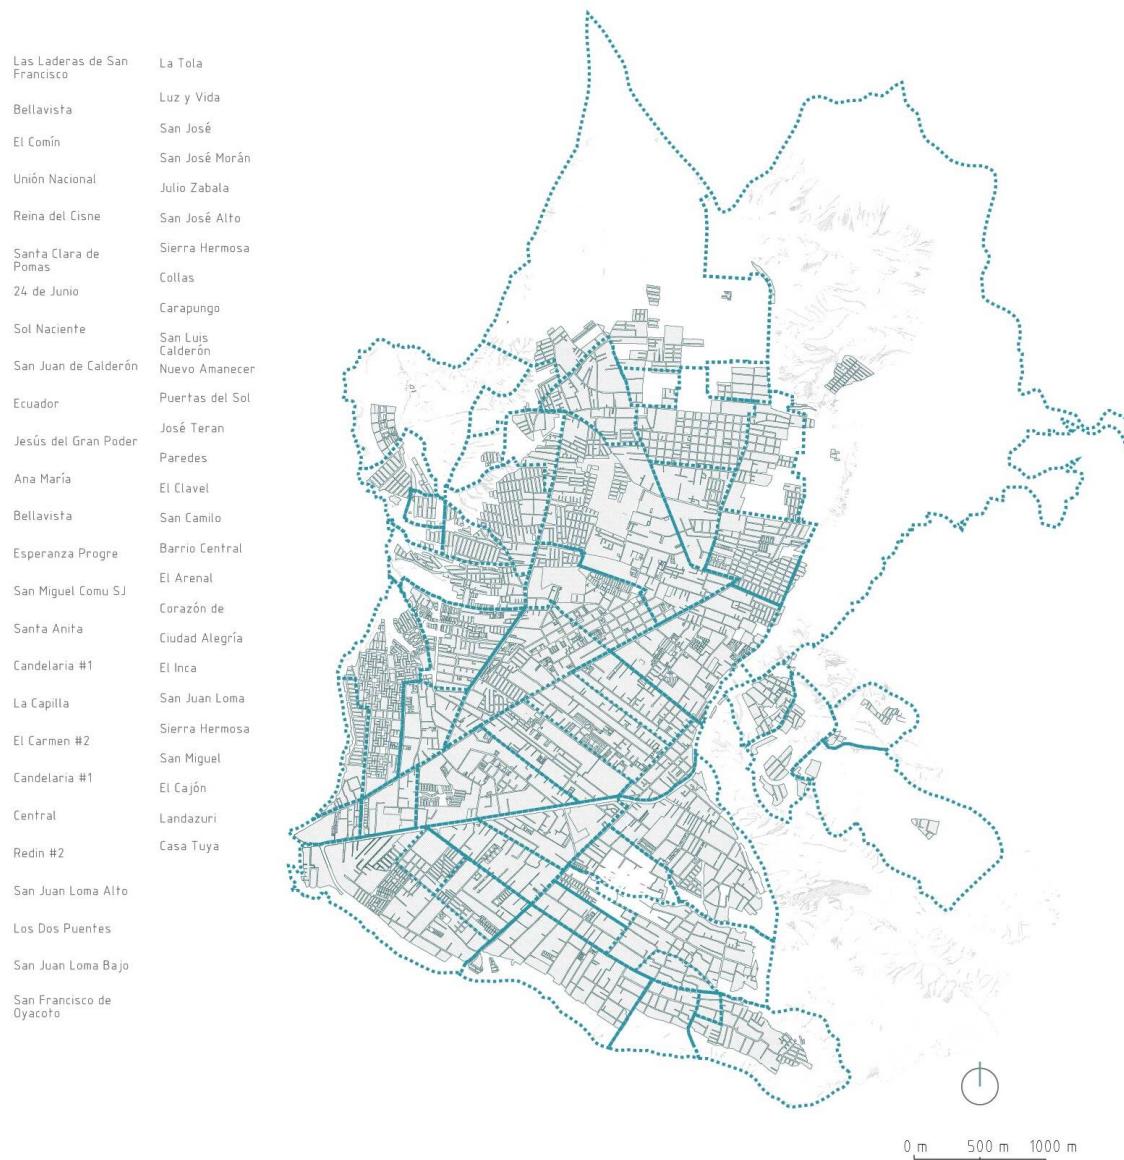 Las Laderas de San
Francisco
Bellavista
El Comín
Unión Nacional
Reina del Cisne
Santa Clara de
Pomas
24 de Junio
Sol Naciente
San Juan de Calderón
Ecuador
Jesús del Gran Poder
Ana María
Bellavista
Esperanza Progre
San Miguel Comu SJ
Santa Anita
Candelaria #1
La Capilla
El Carmen #2
Candelaria #1
Central
Redin #2
San Juan Loma Alto
Los Dos Puentes
San Juan Loma Bajo
San Francisco de
Oyacoto
La Tola
Luz y Vida
San José
San José Morán
Julio Zabala
San José Alto
Sierra Hermosa
Collas
Carapungo
San Luis
Calderón
Nuevo Amanecer
Puertas del Sol
José Teran
Paredes
El Clavel
San Camilo
Barrio Central
El Arenal
Corazón de
Ciudad Alegría
El Inca
San Juan Loma
Sierra Hermosa
San Miguel
El Cajón
Landazuri
Casa Tuya
0 m 500 m 1000 m